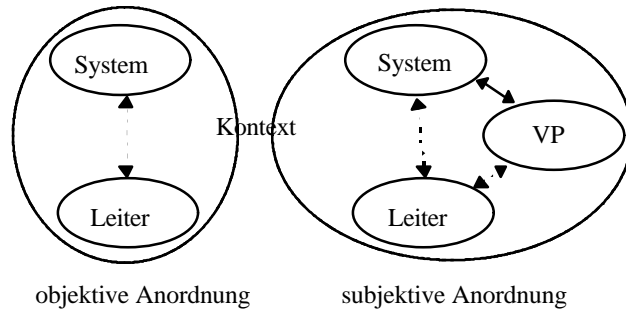 System
Leiter
Kontext
System
VP
Leiter
objektive Anordnung
subjektive Anordnung